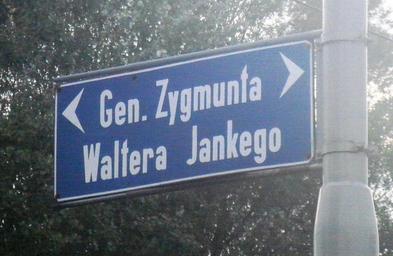 Gen. Zygmunta
Waltera Jankego